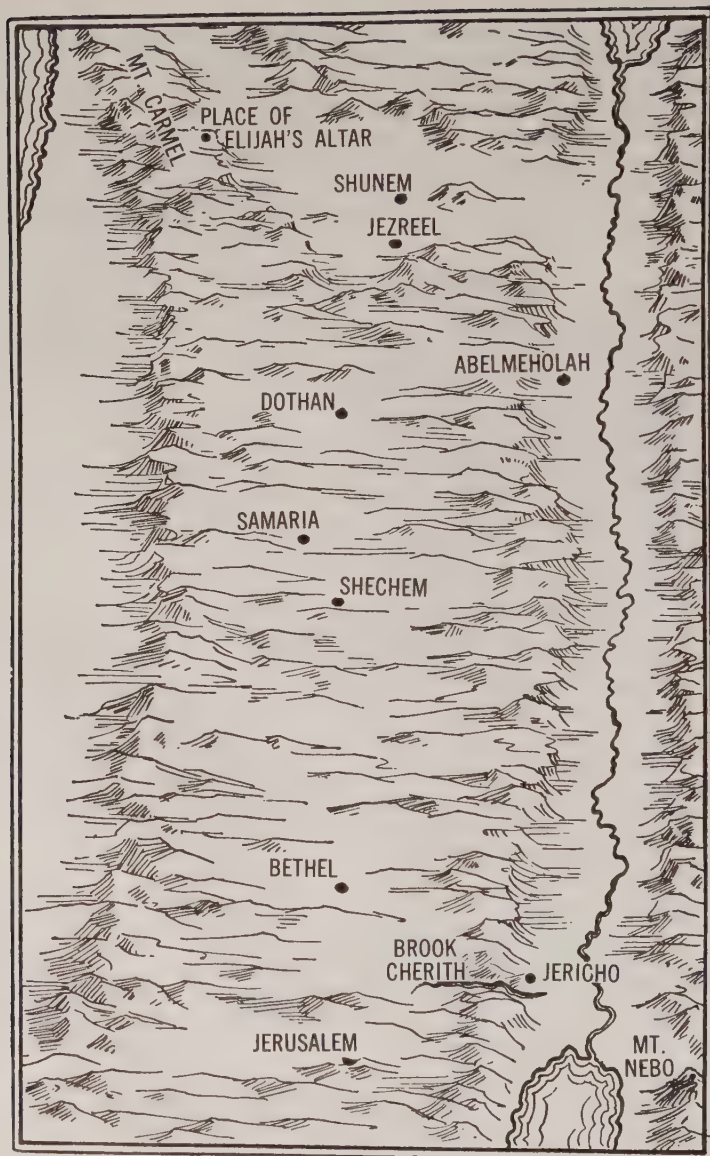 MT. CARMEL
PLACE OF
ELIJAH'S ALTAR
SHUNEM
JEZREEL
ABELMEHOLAH
DOTHAN
SAMARIA
SHECHEM
BETHEL
BROOK
CHERITH
JERICHO
JERUSALEM
MT.
NEBO